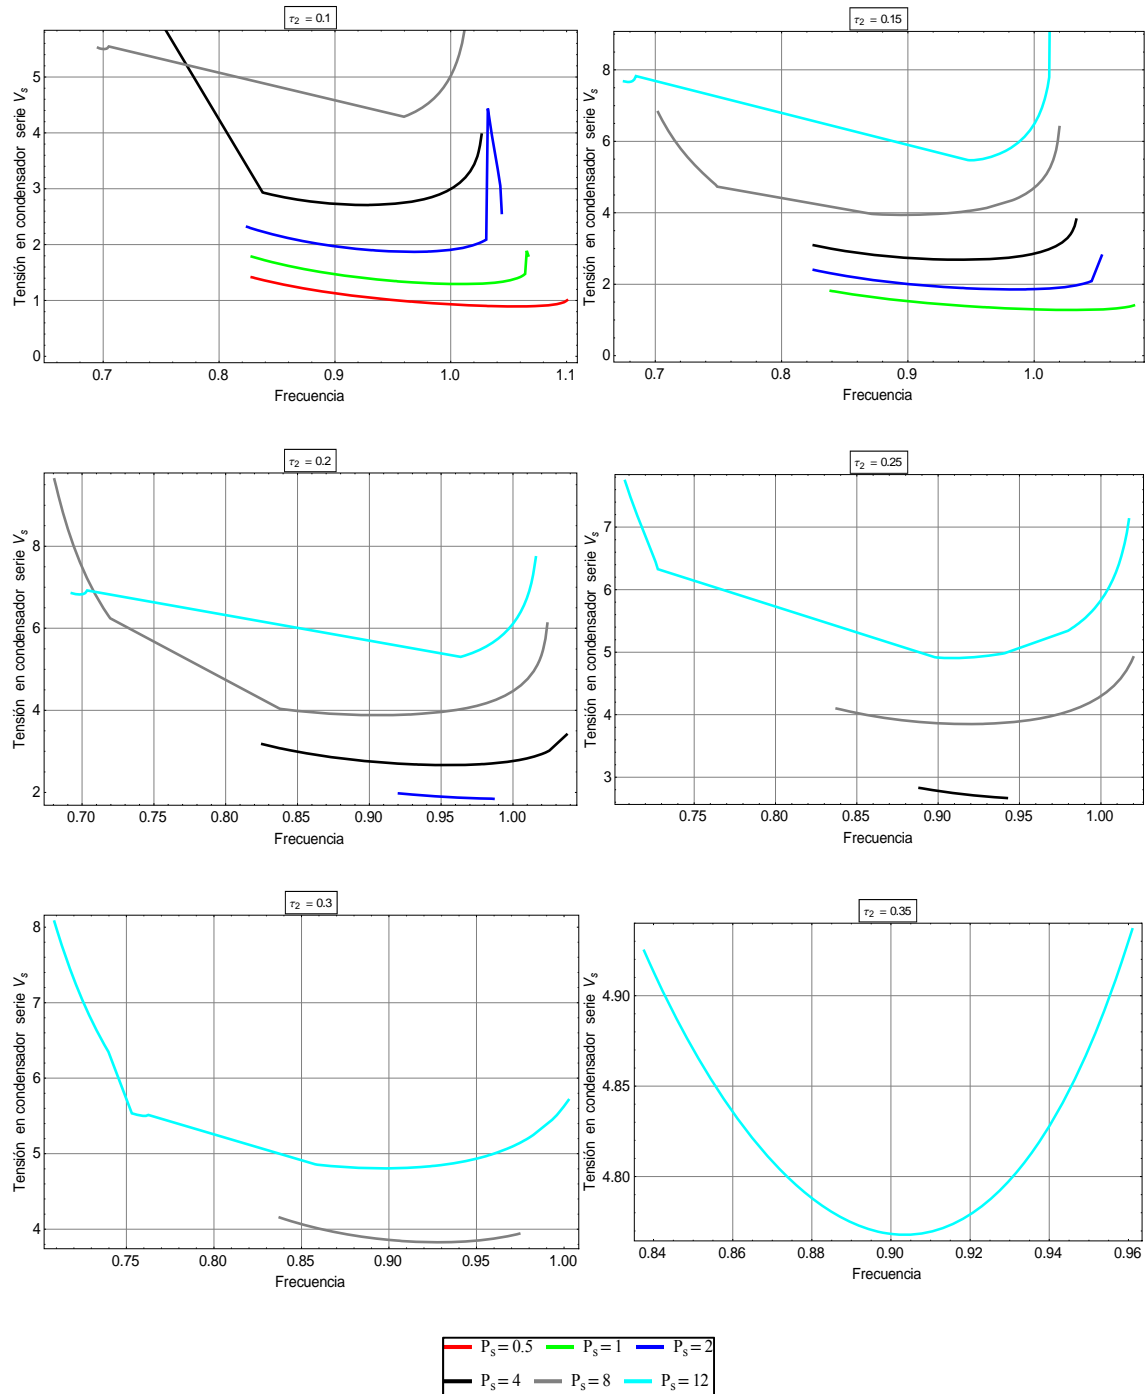 τ2 = 0.1
Tensión en condensador serie Vs
5
4
3
2
1
0
0.7 0.8 0.9 1.0 1.1
Frecuencia
τ2 = 0.15
Tensión en condensador serie Vs
8
6
4
2
0
0.7 0.8 0.9 1.0
Frecuencia
τ2 = 0.2
Tensión en condensador serie Vs
8
6
4
2
0.70 0.75 0.80 0.85 0.90 0.95 1.00
Frecuencia
τ2 = 0.25
Tensión en condensador serie Vs
7
6
5
4
3
0.75 0.80 0.85 0.90 0.95 1.00
Frecuencia
τ2 = 0.3
Tensión en condensador serie Vs
8
7
6
5
4
0.75 0.80 0.85 0.90 0.95 1.00
Frecuencia
τ2 = 0.35
Tensión en condensador serie Vs
4.90
4.85
4.80
0.84 0.86 0.88 0.90 0.92 0.94 0.96
Frecuencia
Ps = 0.5 Ps = 1 Ps = 2
Ps = 4 Ps = 8 Ps = 12